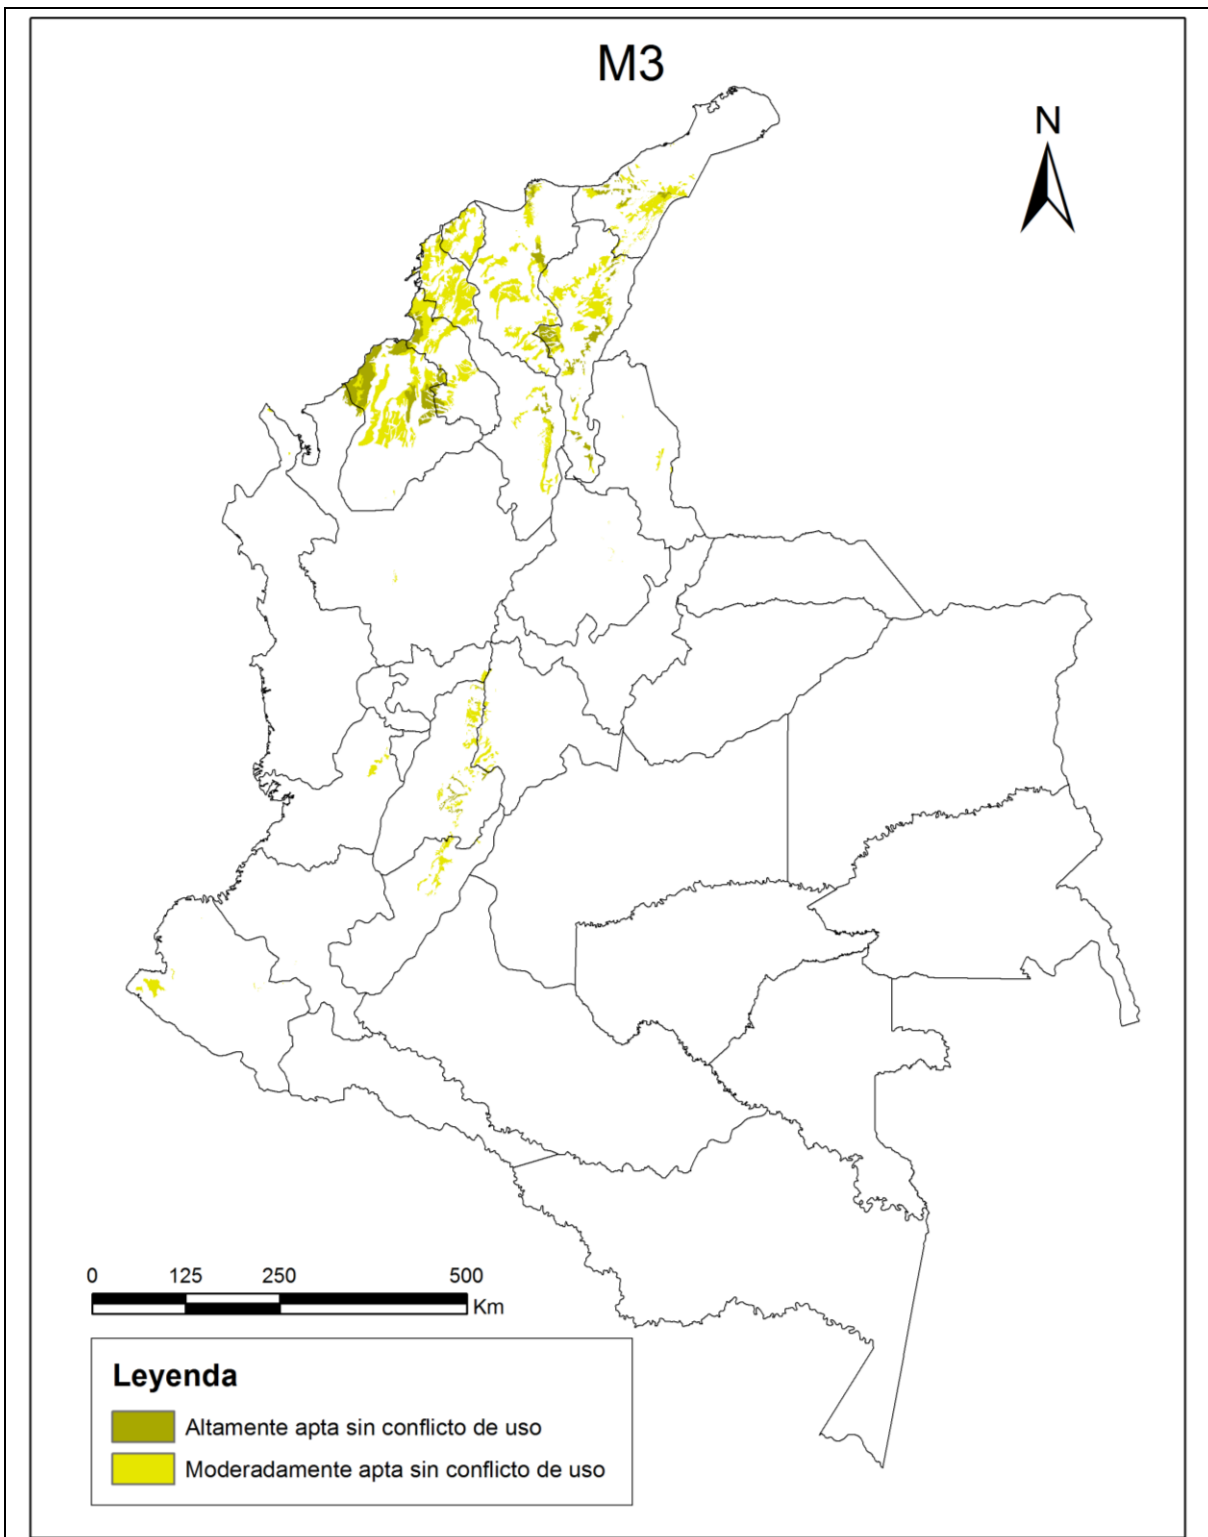 M3
N
0 125 250 500
Km
Leyenda
Altamente apta sin conflicto de uso
Moderadamente apta sin conflicto de uso